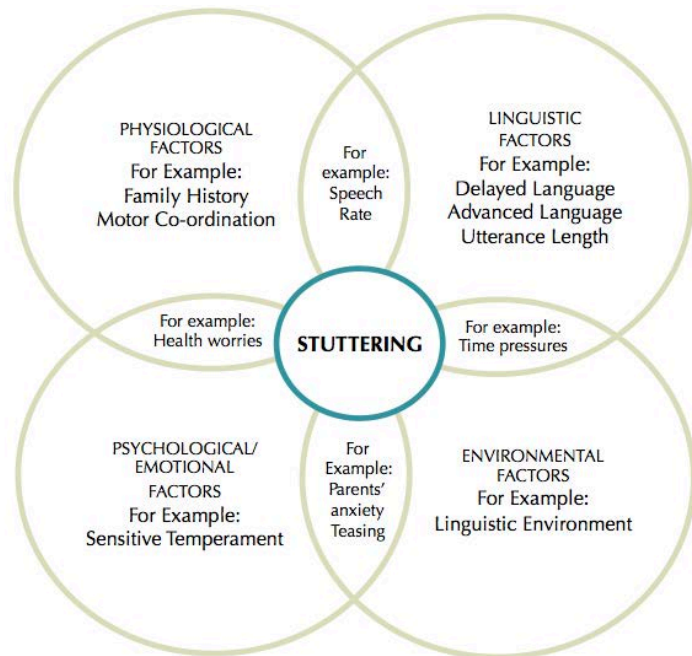 PHYSIOLOGICAL
FACTORS
For Example:
Family History
Motor Co-ordination
For
example:
Speech
Rate
LINGUISTIC
FACTORS
For Example:
Delayed Language
Advanced Language
Utterance Length
For example:
Health worries
STUTTERING
For example:
Time pressures
PSYCHOLOGICAL/
EMOTIONAL
FACTORS
For Example:
Sensitive Temperament
For
Example:
Parents’
anxiety
Teasing
ENVIRONMENTAL
FACTORS
For Example:
Linguistic Environment